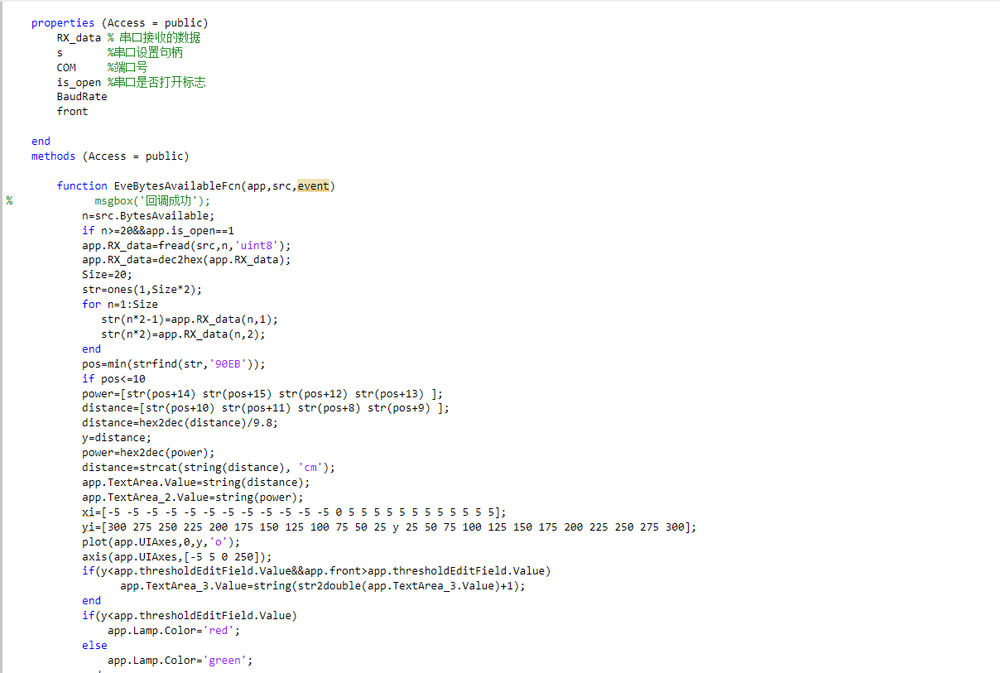 properties (Access = public)
RX_data % 串口接收的数据
s %串口设置句柄
COM %端口号
is_open %串口是否打开标志
BaudRate
front
end
methods (Access = public)
function EveBytesAvailableFcn(app,src,event)
% msgbox('回调成功');
n=src.BytesAvailable;
if n>=20&&app.is_open==1
app.RX_data=fread(src,n,'uint8');
app.RX_data=dec2hex(app.RX_data);
Size=20;
str=ones(1,Size*2);
for n=1:Size
str(n*2-1)=app.RX_data(n,1);
str(n*2)=app.RX_data(n,2);
end
pos=min(strfind(str,'90EB'));
if pos<=10
power=[str(pos+14) str(pos+15) str(pos+12) str(pos+13) ];
distance=[str(pos+10) str(pos+11) str(pos+8) str(pos+9) ];
distance=hex2dec(distance)/9.8;
y=distance;
power=hex2dec(power);
distance=strcat(string(distance), 'cm');
app.TextArea.Value=string(distance);
app.TextArea_2.Value=string(power);
xi=[-5 -5 -5 -5 -5 -5 -5 -5 -5 -5 -5 -5 0 5 5 5 5 5 5 5 5 5 5 5 5];
yi=[300 275 250 225 200 175 150 125 100 75 50 25 y 25 50 75 100 125 150 175 200 225 250 275 300];
plot(app.UIAxes,0,y,'o');
axis(app.UIAxes,[-5 5 0 250]);
if(y<app.thresholdEditField.Value&&app.front>app.thresholdEditField.Value)
app.TextArea_3.Value=string(str2double(app.TextArea_3.Value)+1);
end
if(y<app.thresholdEditField.Value)
app.Lamp.Color='red';
else
app.Lamp.Color='green';